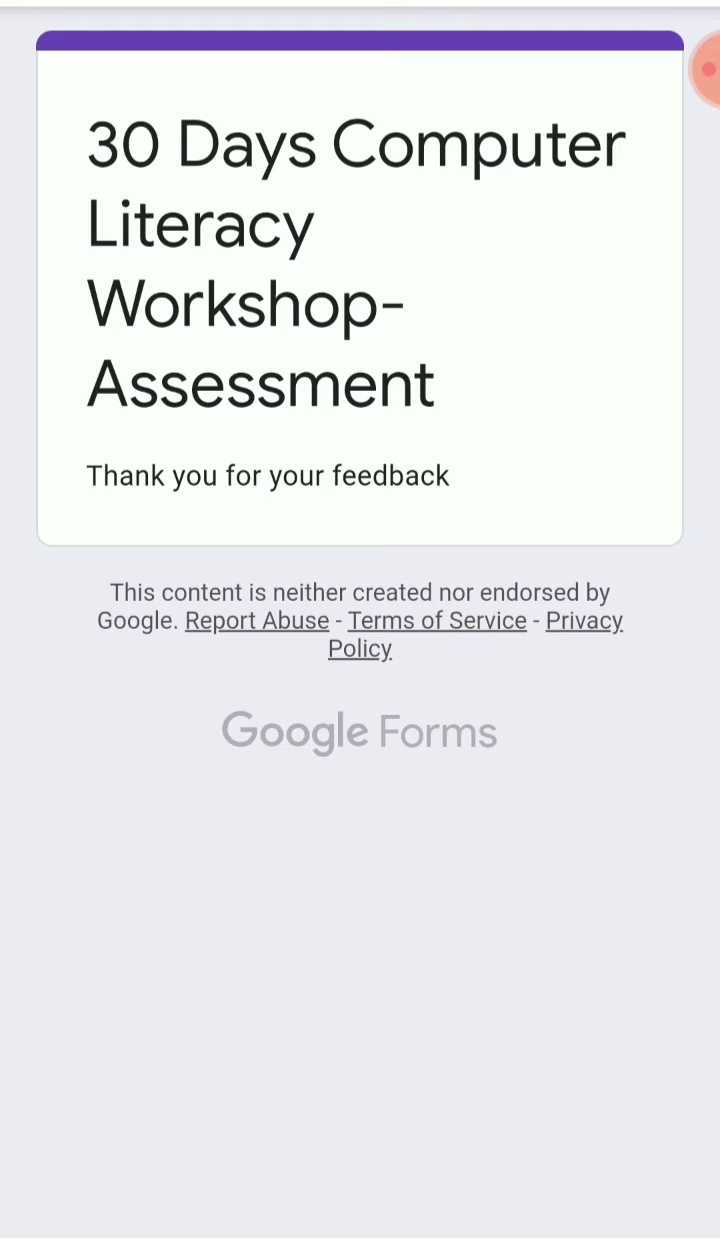 30 Days Computer
Literacy
Workshop-
Assessment
Thank you for your feedback
This content is neither created nor endorsed by
Google. Report Abuse - Terms of Service - Privacy
Policy
Google Forms